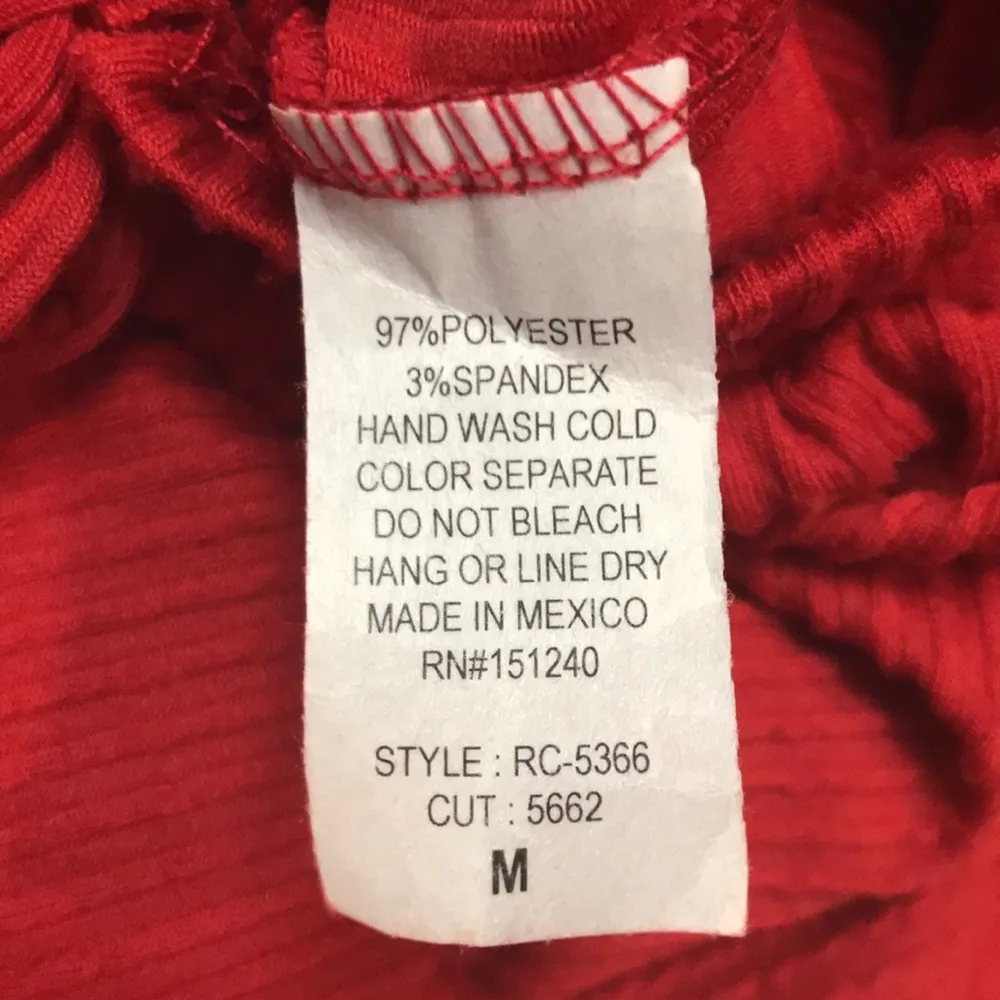 97%POLYESTER
3%SPANDEX
HAND WASH COLD
COLOR SEPARATE
DO NOT BLEACH
HANG OR LINE DRY
MADE IN MEXICO
RN#151240
STYLE : RC-5366
CUT : 5662
M